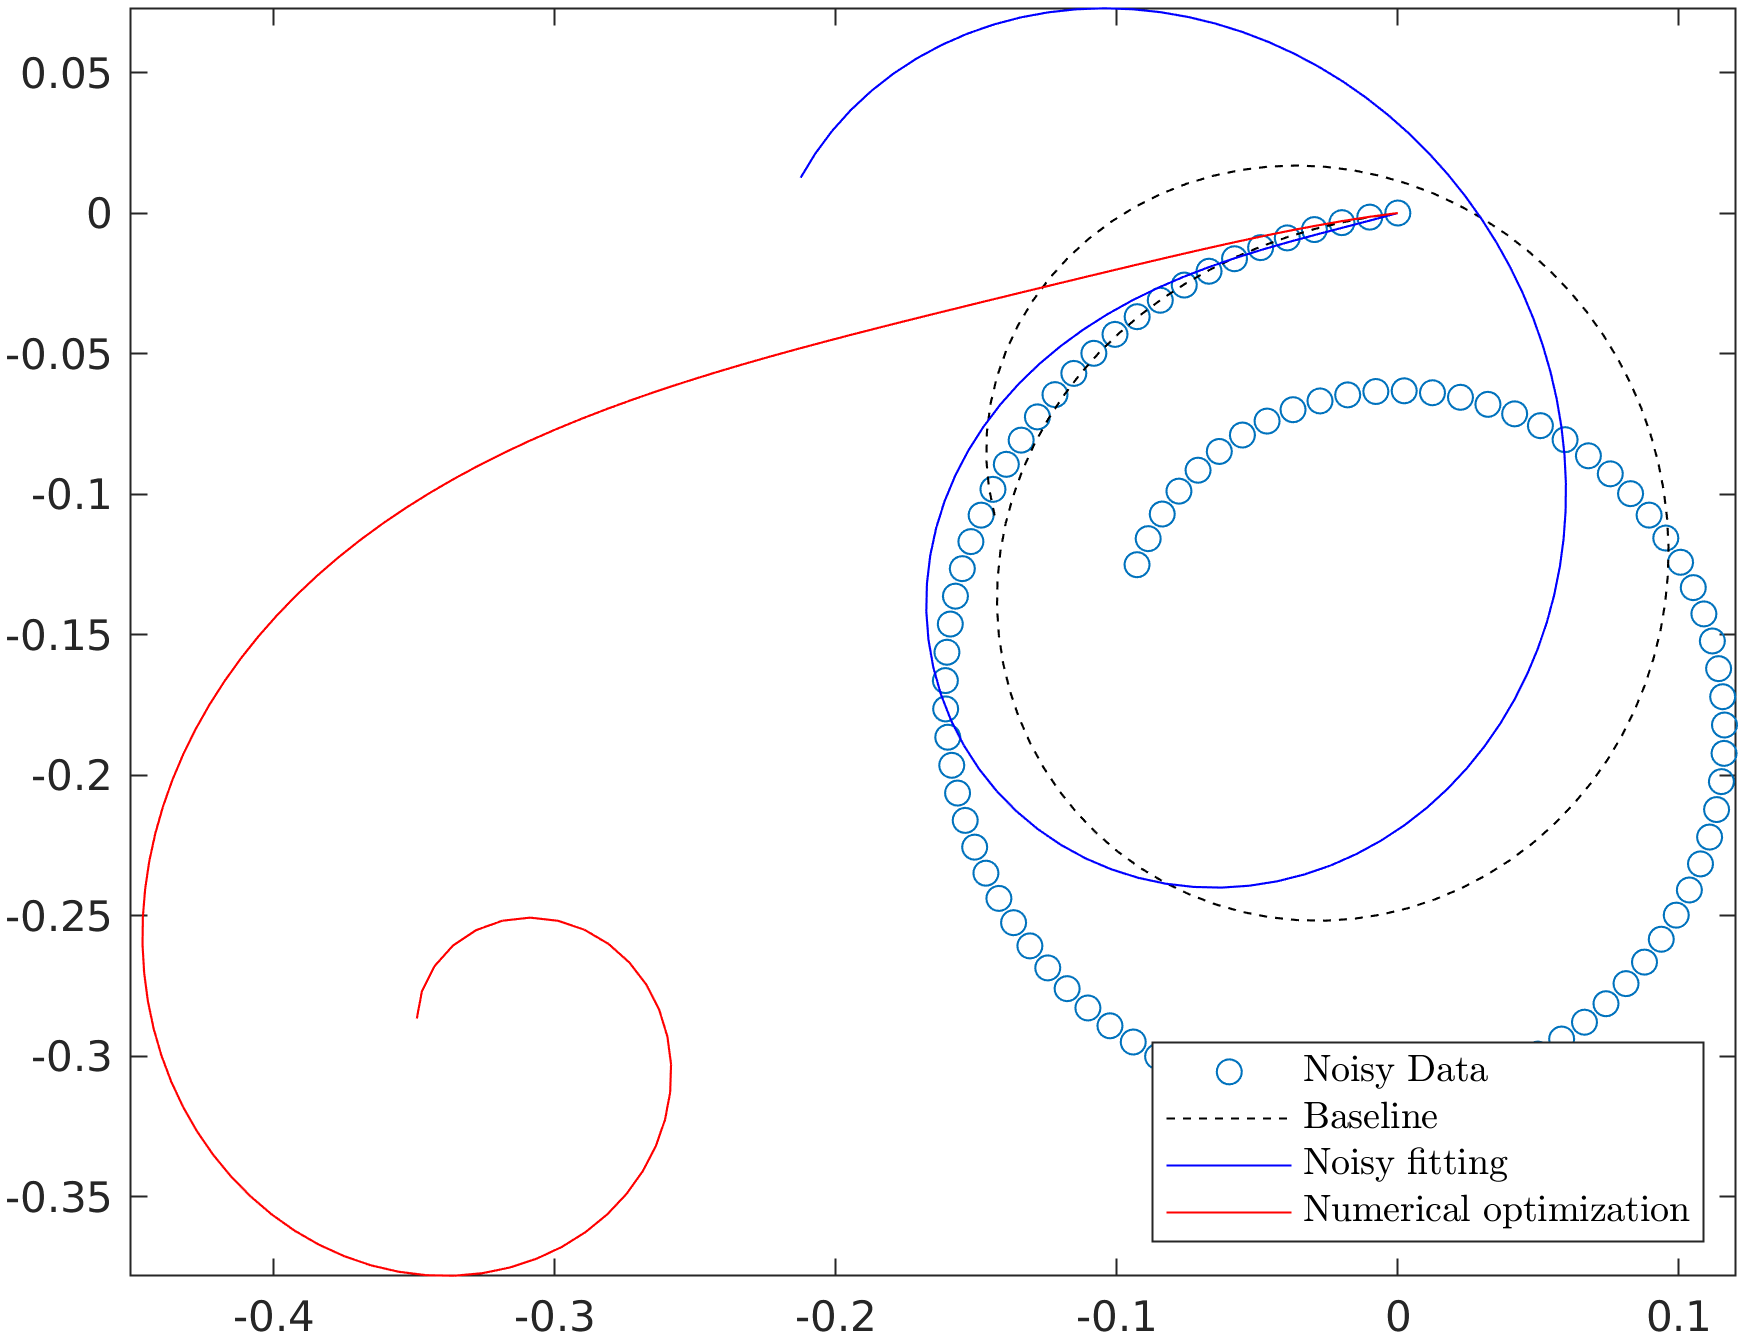 0.05
0
-0.05
-0.1
-0.15
-0.2
-0.25
-0.3
-0.35
-0.4 -0.3 -0.2 -0.1 0 0.1
Noisy Data
Baseline
Noisy fitting
Numerical optimization